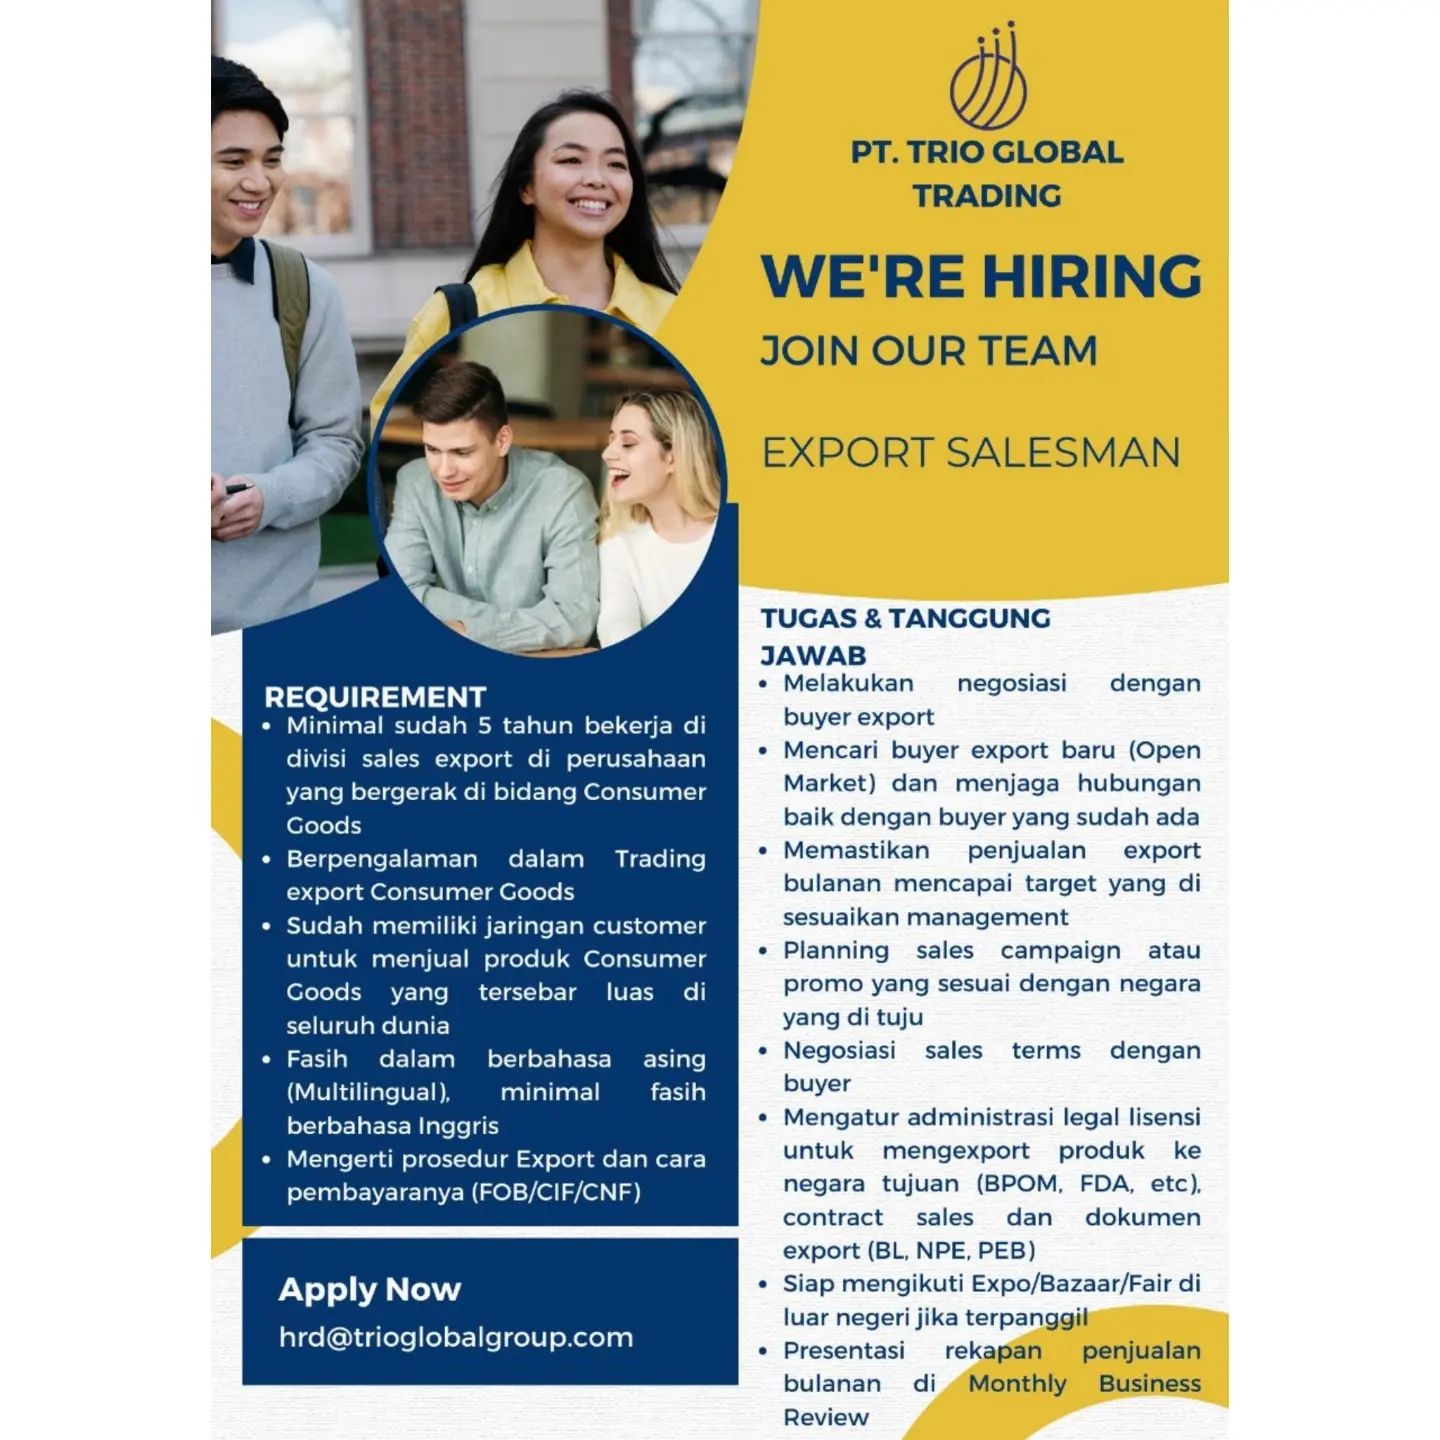 PT. TRIO GLOBAL
TRADING
WE'RE HIRING
JOIN OUR TEAM
EXPORT SALESMAN
REQUIREMENT
• Minimal sudah 5 tahun bekerja di
divisi sales export di perusahaan
yang bergerak di bidang Consumer
Goods
• Berpengalaman dalam Trading
export Consumer Goods
• Sudah memiliki jaringan customer
untuk menjual produk Consumer
Goods yang tersebar luas di
seluruh dunia
• Fasih dalam berbahasa asing
(Multilingual), minimal fasih
berbahasa Inggris
• Mengerti prosedur Export dan cara
pembayaranya (FOB/CIF/CNF)
Apply Now
hrd@trioglobalgroup.com
TUGAS & TANGGUNG
JAWAB
• Melakukan negosiasi dengan
buyer export
• Mencari buyer export baru (Open
Market) dan menjaga hubungan
baik dengan buyer yang sudah ada
• Memastikan penjualan export
bulanan mencapai target yang di
sesuaikan management
• Planning sales campaign atau
promo yang sesuai dengan negara
yang di tuju
• Negosiasi sales terms dengan
buyer
• Mengatur administrasi legal lisensi
untuk mengexport produk ke
negara tujuan (BPOM, FDA, etc),
contract sales dan dokumen
export (BL, NPE, PEB)
• Siap mengikuti Expo/Bazaar/Fair di
luar negeri jika terpanggil
• Presentasi rekapan penjualan
bulanan di Monthly Business
Review